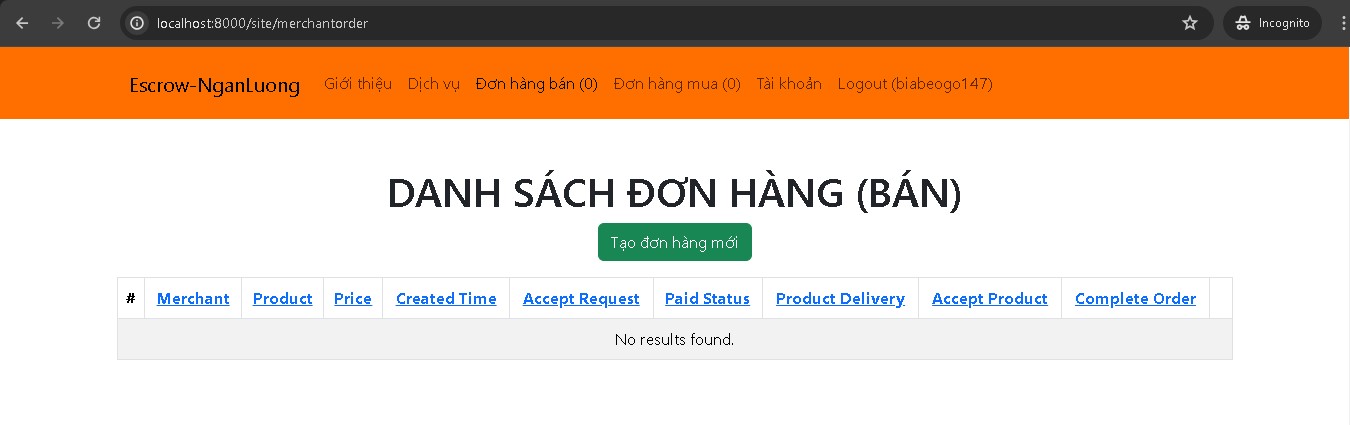 localhost:8000/site/merchantorder
Incognito
Escrow-NganLuong Giới thiệu Dịch vụ Đơn hàng bán (0) Đơn hàng mua (0) Tài khoản Logout (biabeogo147)
DANH SÁCH ĐƠN HÀNG (BÁN)
Tạo đơn hàng mới
# Merchant Product Price Created Time Accept Request Paid Status Product Delivery Accept Product Complete Order
No results found.